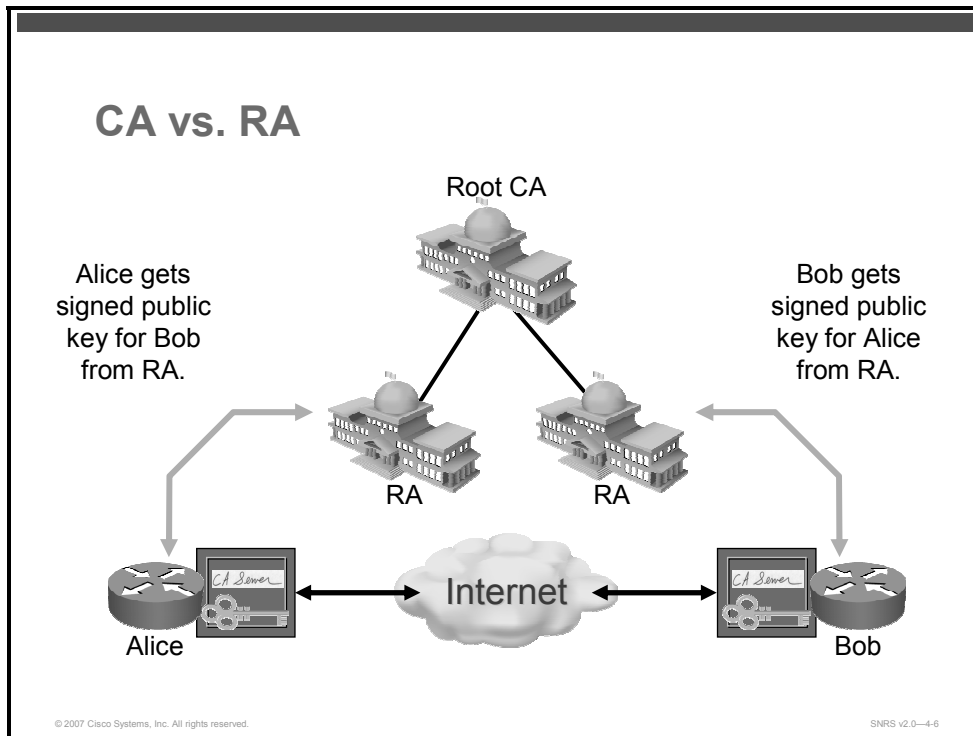 CA vs. RA
Root CA
Alice gets
signed public
key for Bob
from RA.
Bob gets
signed public
key for Alice
from RA.
RA
RA
CA Server
Internet
CA Server
Alice
Bob
© 2007 Cisco Systems, Inc. All rights reserved.
SNRS v2.0—4-6